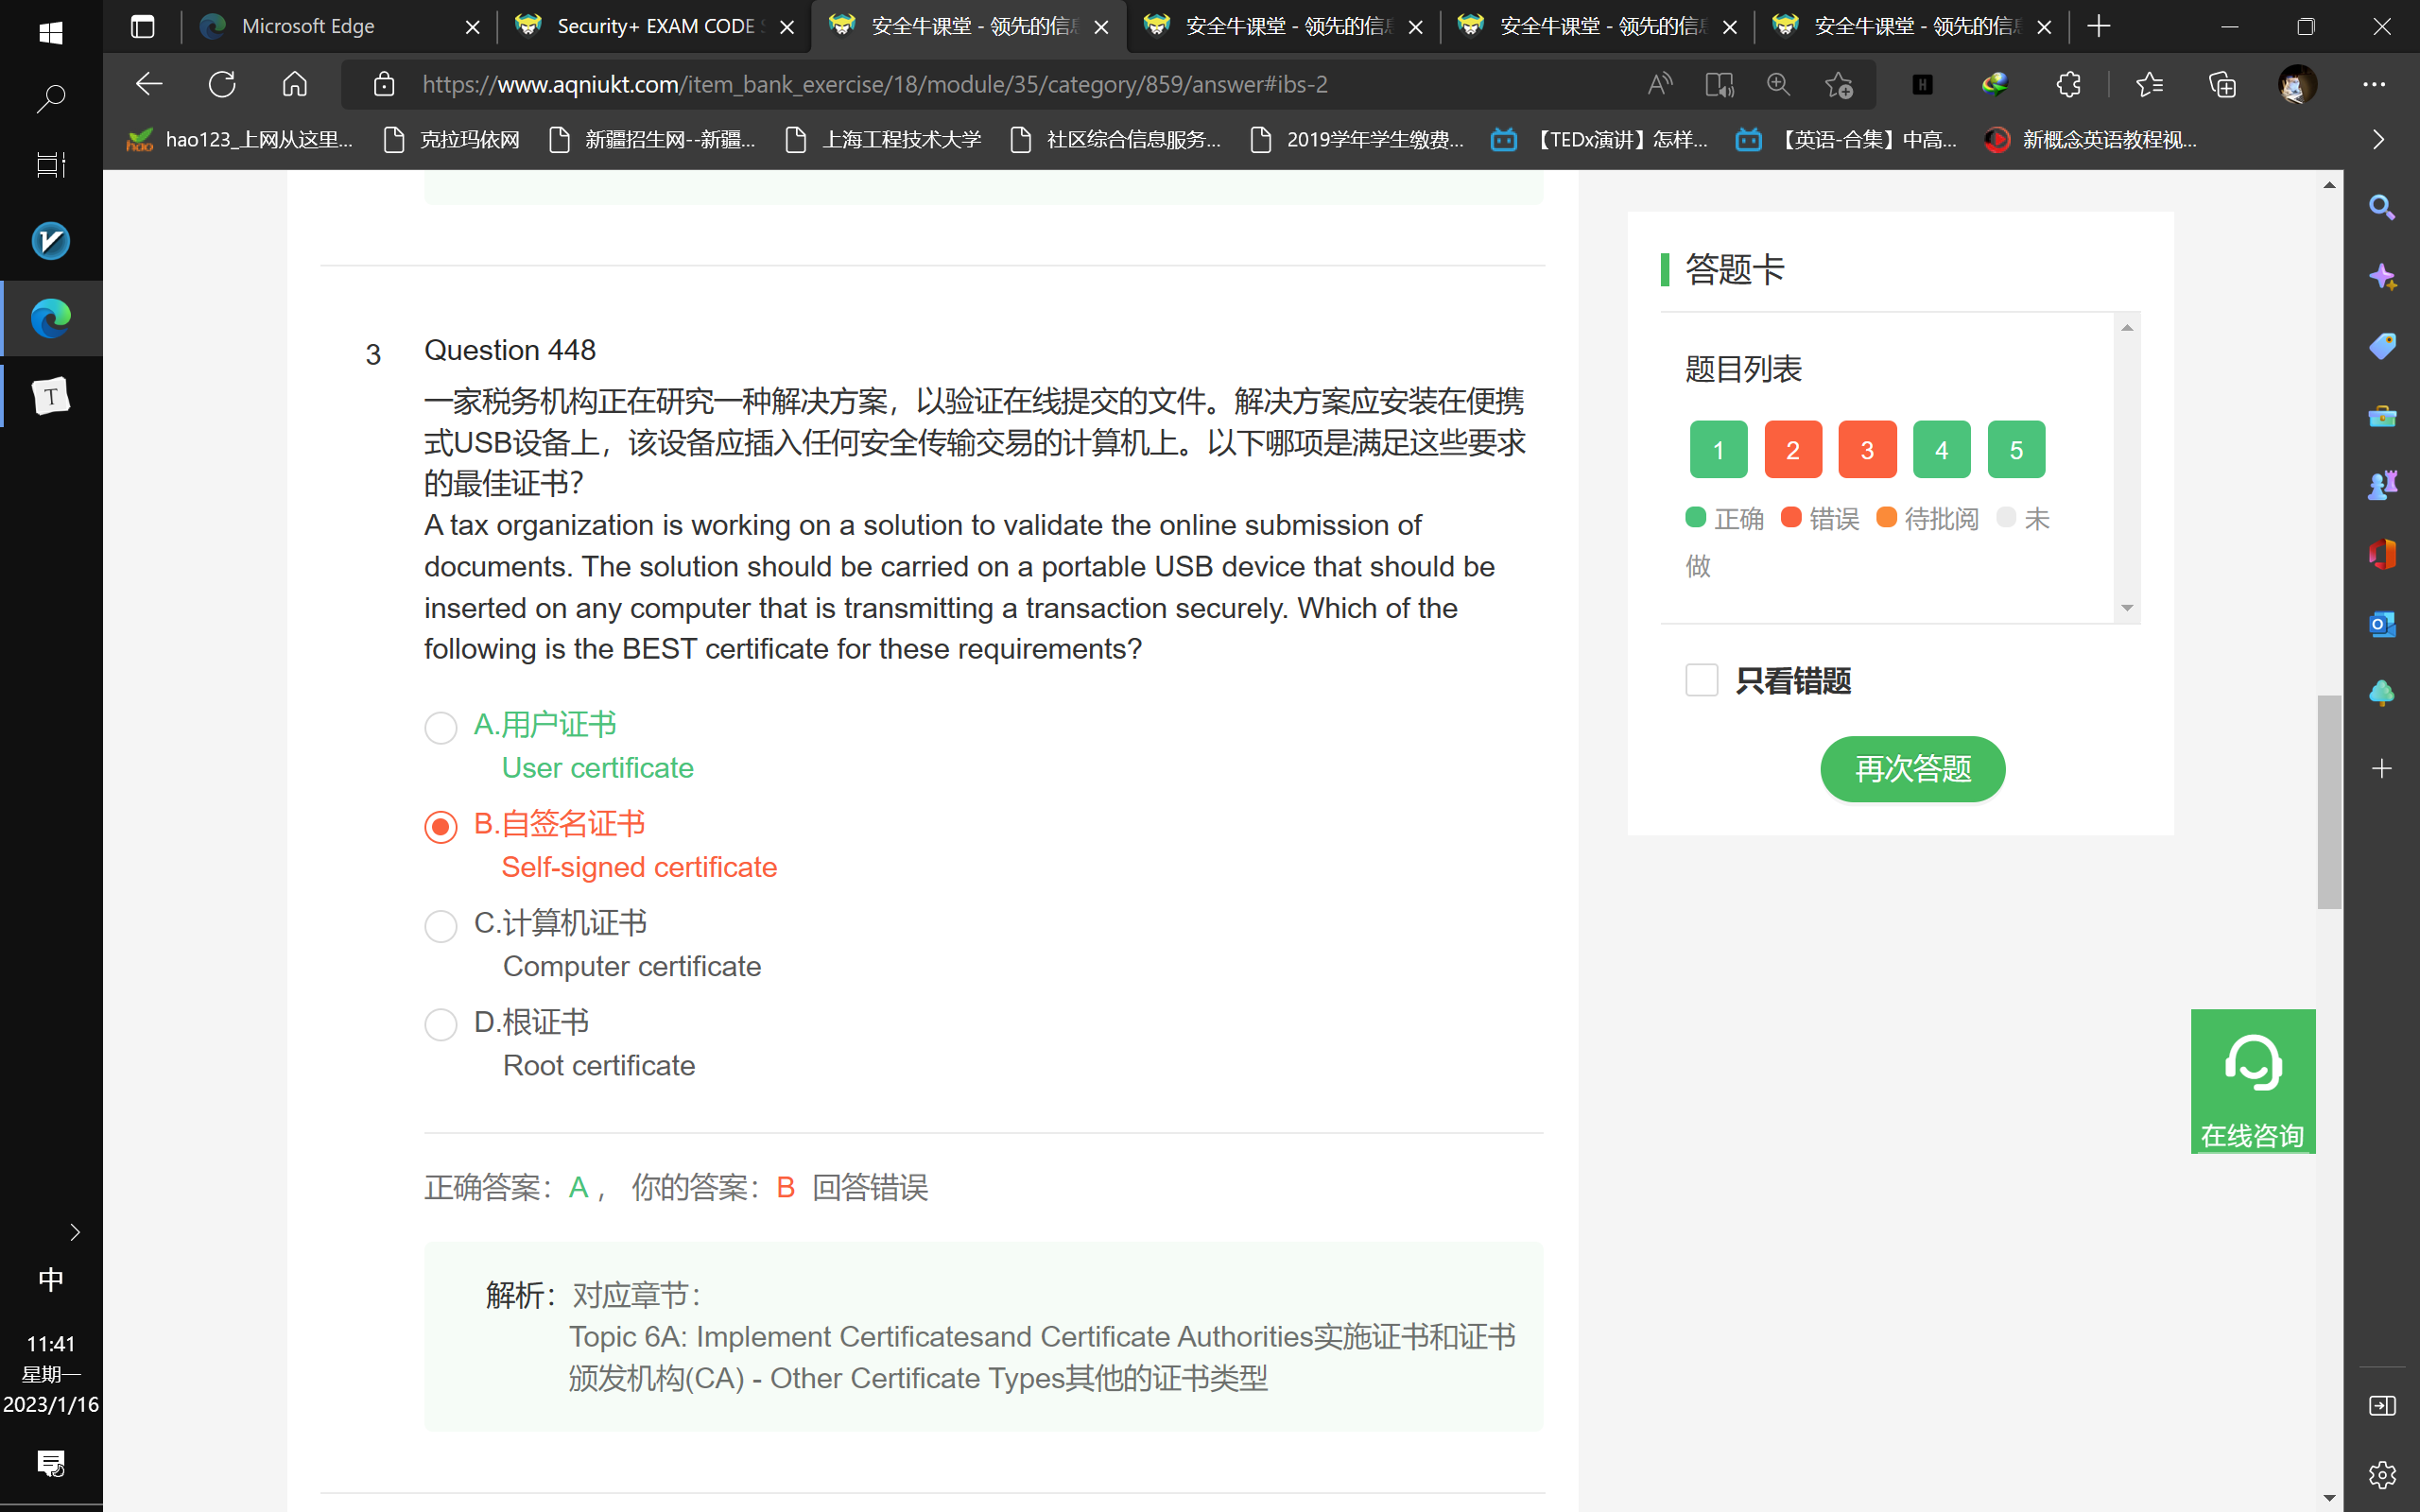 Microsoft Edge
Security+ EXAM CODE
安全牛课堂 - 领先的信息
安全牛课堂 - 领先的信息
安全牛课堂 - 领先的信息
安全牛课堂 - 领先的信息
https://www.aqniukt.com/item_bank_exercise/18/module/35/category/859/answer#ibs-2
hao123_上网从这里...
克拉玛依网
新疆招生网--新疆...
上海工程技术大学
社区综合信息服务...
2019学年学生缴费...
【TEDx演讲】怎样...
【英语-合集】中高...
新概念英语教程视...
3
Question 448
一家税务机构正在研究一种解决方案，以验证在线提交的文件。解决方案应安装在便携
式USB设备上，该设备应插入任何安全传输交易的计算机上。以下哪项是满足这些要求
的最佳证书？
A tax organization is working on a solution to validate the online submission of
documents. The solution should be carried on a portable USB device that should be
inserted on any computer that is transmitting a transaction securely. Which of the
following is the BEST certificate for these requirements?
A.用户证书
User certificate
B.自签名证书
Self-signed certificate
C.计算机证书
Computer certificate
D.根证书
Root certificate
正确答案：A， 你的答案：B 回答错误
解析：对应章节：
Topic 6A: Implement Certificatesand Certificate Authorities实施证书和证书
颁发机构(CA) - Other Certificate Types其他的证书类型
答题卡
题目列表
1 2 3 4 5
正确 错误 待批阅 未
做
只看错题
再次答题
在线咨询
中
11:41
星期一
2023/1/16